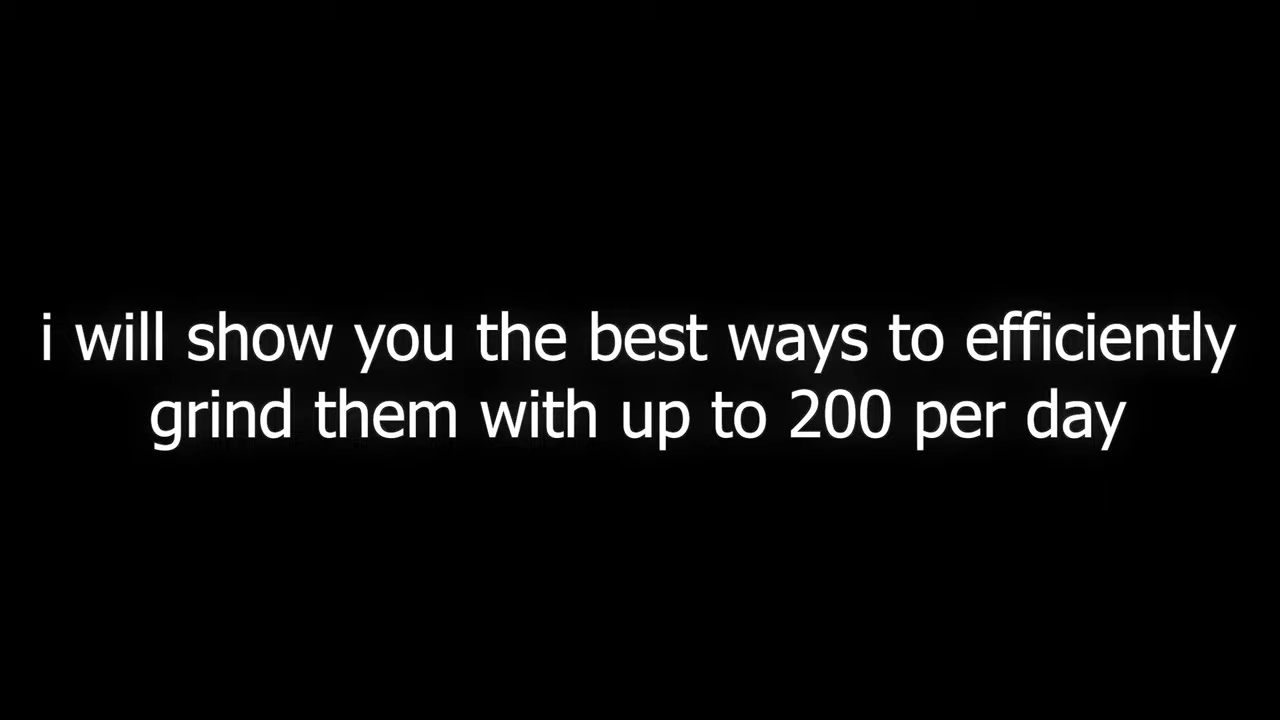 i will show you the best ways to efficiently
grind them with up to 200 per day